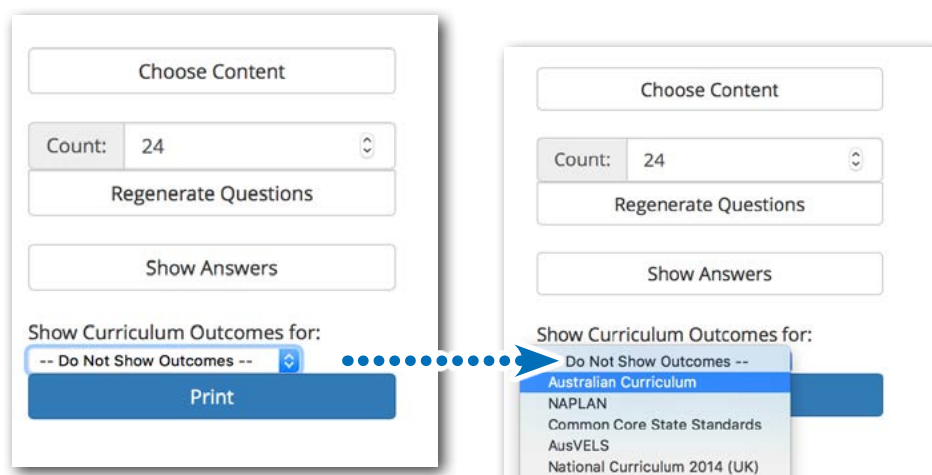 Choose Content
Count: 24
Regenerate Questions
Show Answers
Show Curriculum Outcomes for:
-- Do Not Show Outcomes --
Print
Choose Content
Count: 24
Regenerate Questions
Show Answers
Show Curriculum Outcomes for:
Do Not Show Outcomes --
Australian Curriculum
NAPLAN
Common Core State Standards
AusVELS
National Curriculum 2014 (UK)